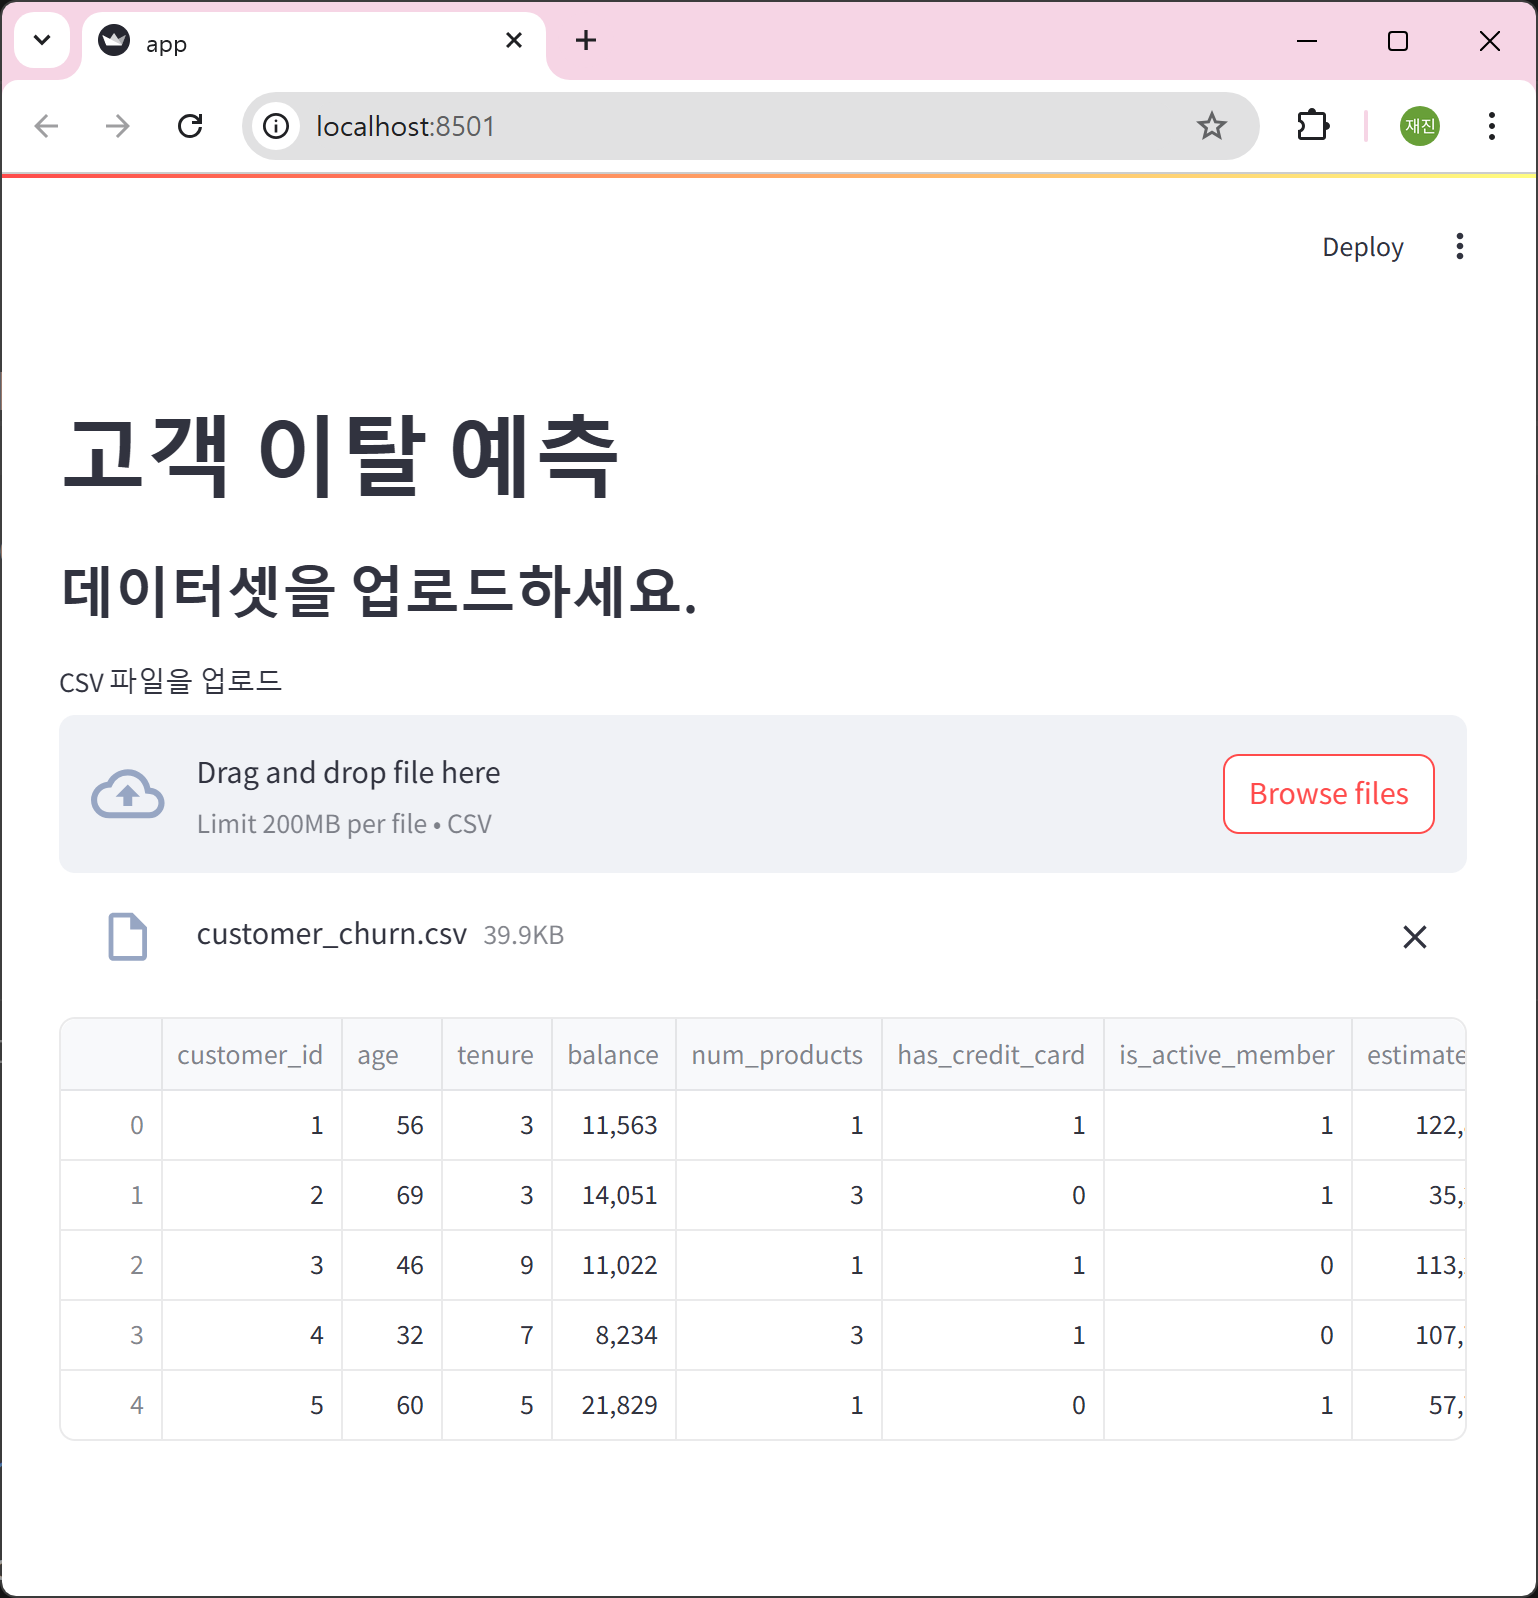 app
localhost:8501
재진
Deploy
고객 이탈 예측
데이터셋을 업로드하세요.
CSV 파일을 업로드
Drag and drop file here
Limit 200MB per file • CSV
Browse files
customer_churn.csv 39.9KB
customer_id age tenure balance num_products has_credit_card is_active_member estimate
0 1 56 3 11,563 1 1 1 122,
1 2 69 3 14,051 3 0 1 35,
2 3 46 9 11,022 1 1 0 113,
3 4 32 7 8,234 3 1 0 107,
4 5 60 5 21,829 1 0 1 57,